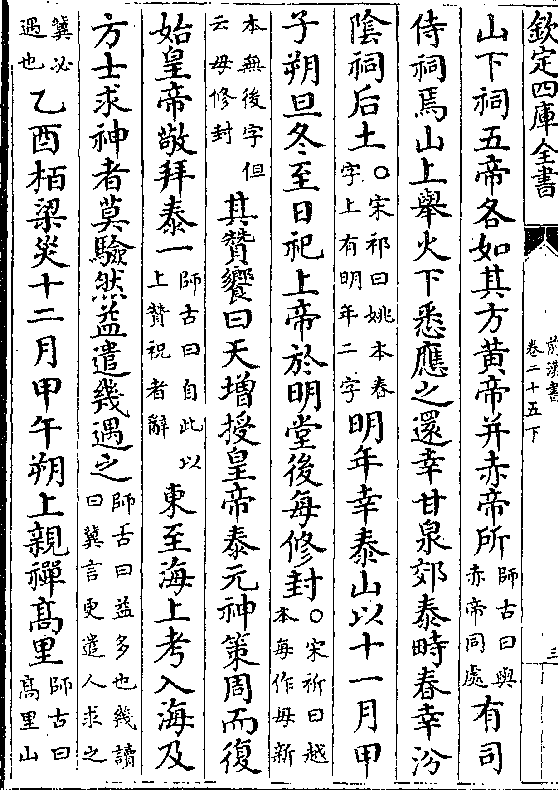 欽定四庫全書
前漢書
卷二十五下
三
山下祠五帝各如其方黄帝并赤帝所師古曰與赤帝同處有司
侍祠焉山上舉火下悉應之還幸甘泉郊泰畤春幸汾
陰祠后土○宋祁曰姚本春字上有明年二字明年幸泰山以十一月甲
子朔旦冬至日祀上帝於明堂後每修封○宋祈曰越本每作毋新
本無後字但云毋修封其贊饗曰天增授皇帝泰元神策周而復
始皇帝敬拜泰一師古曰自此以上贊祝者辭東至海上考入海及
方士求神者莫驗然益遣幾遇之師古曰益多也幾讀曰冀言更遣人求之
冀必遇也乙酉栢梁烖十二月甲午朔上親禪高里師古曰高里山